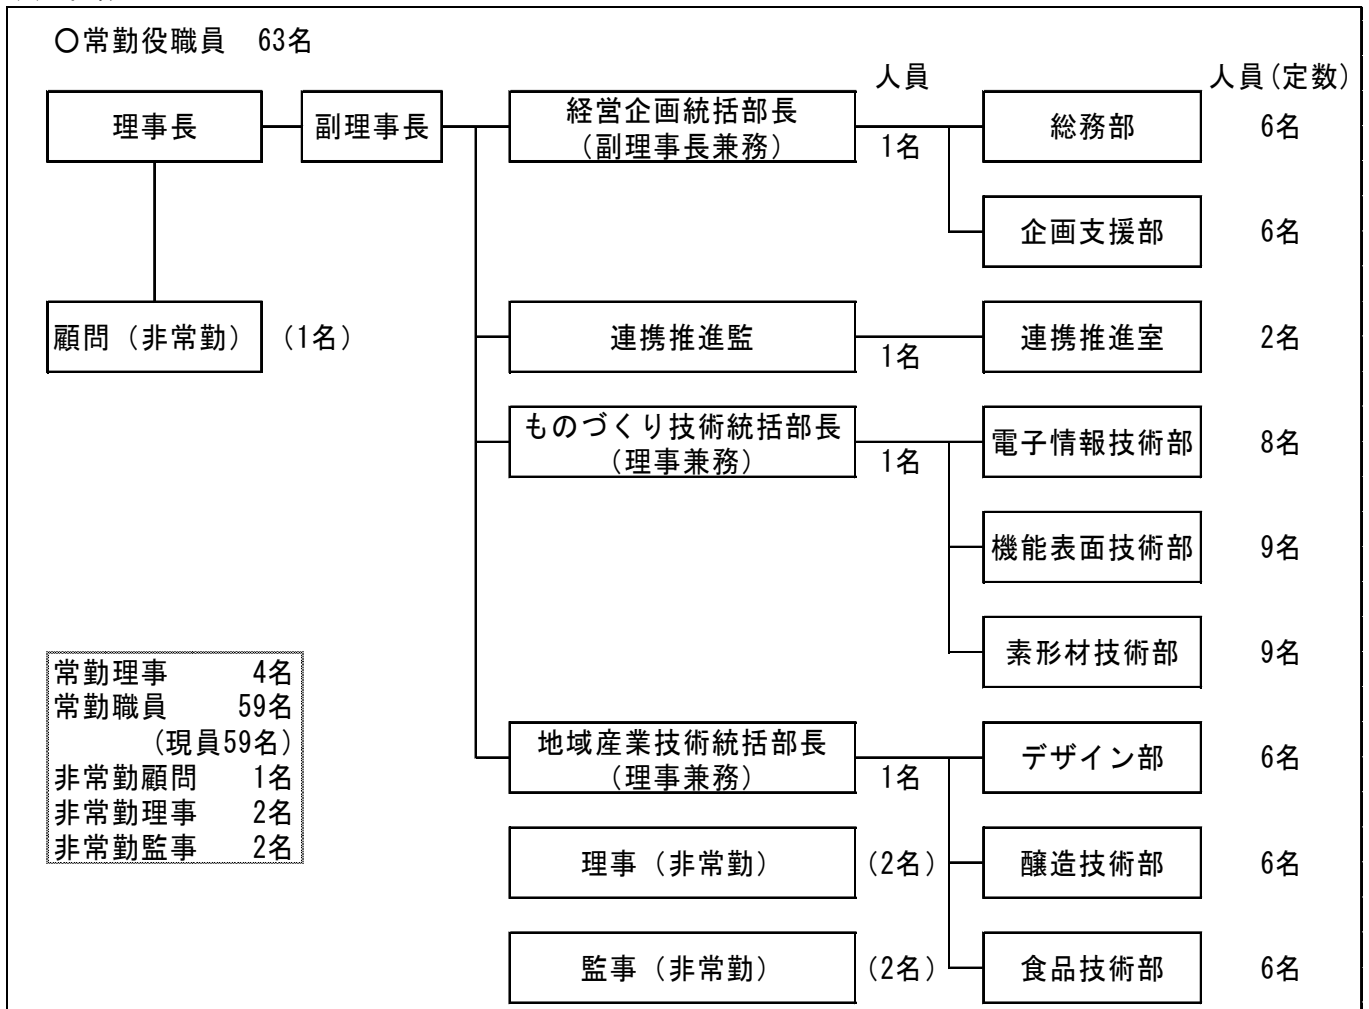 〇常勤役職員　63名
人員
人員(定数)
理事長
副理事長
経営企画統括部長
(副理事長兼務)
1名
総務部
6名
企画支援部
6名
顧問（非常勤）
(1名)
連携推進監
1名
連携推進室
2名
ものづくり技術統括部長
(理事兼務)
1名
電子情報技術部
8名
機能表面技術部
9名
素形材技術部
9名
常勤理事　4名
常勤職員　59名
(現員59名)
非常勤顧問　1名
非常勤理事　2名
非常勤監事　2名
地域産業技術統括部長
(理事兼務)
1名
デザイン部
6名
理事（非常勤）
(2名)
醸造技術部
6名
監事（非常勤）
(2名)
食品技術部
6名